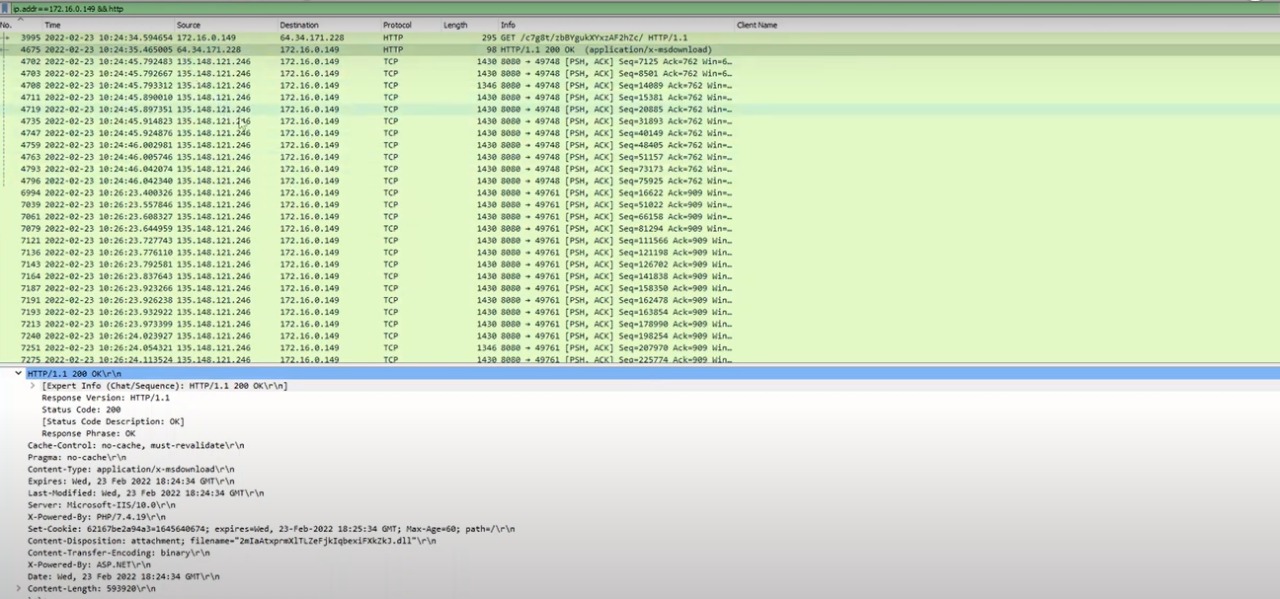 ip.addr==172.16.0.149 &&http
No. Time Source Destination Protocol Length Info Client Name
3995 2022-02-23 10:24:34.594654 172.16.0.149 64.34.171.228 HTTP 295 GET /c7g8t/zbBYgukXYxzAF2hZc/ HTTP/1.1
4675 2022-02-23 10:24:35.465005 64.34.171.228 172.16.0.149 HTTP 98 HTTP/1.1 200 OK (application/x-msdownload)
4702 2022-02-23 10:24:45.792483 135.148.121.246 172.16.0.149 TCP 1430 8080 → 49748 [PSH, ACK] Seq=7125 Ack=762 Win=6…
4703 2022-02-23 10:24:45.792667 135.148.121.246 172.16.0.149 TCP 1430 8080 → 49748 [PSH, ACK] Seq=8501 Ack=762 Win=6…
4708 2022-02-23 10:24:45.793312 135.148.121.246 172.16.0.149 TCP 1346 8080 → 49748 [PSH, ACK] Seq=14089 Ack=762 Win=…
4711 2022-02-23 10:24:45.890010 135.148.121.246 172.16.0.149 TCP 1430 8080 → 49748 [PSH, ACK] Seq=15381 Ack=762 Win=…
4719 2022-02-23 10:24:45.897351 135.148.121.246 172.16.0.149 TCP 1430 8080 → 49748 [PSH, ACK] Seq=20885 Ack=762 Win=…
4735 2022-02-23 10:24:45.914823 135.148.121.246 172.16.0.149 TCP 1430 8080 → 49748 [PSH, ACK] Seq=31893 Ack=762 Win=…
4747 2022-02-23 10:24:45.924876 135.148.121.246 172.16.0.149 TCP 1430 8080 → 49748 [PSH, ACK] Seq=40149 Ack=762 Win=…
4759 2022-02-23 10:24:46.002981 135.148.121.246 172.16.0.149 TCP 1430 8080 → 49748 [PSH, ACK] Seq=48405 Ack=762 Win=…
4763 2022-02-23 10:24:46.005746 135.148.121.246 172.16.0.149 TCP 1430 8080 → 49748 [PSH, ACK] Seq=51157 Ack=762 Win=…
4793 2022-02-23 10:24:46.042074 135.148.121.246 172.16.0.149 TCP 1430 8080 → 49748 [PSH, ACK] Seq=73173 Ack=762 Win=…
4796 2022-02-23 10:24:46.042340 135.148.121.246 172.16.0.149 TCP 1430 8080 → 49748 [PSH, ACK] Seq=75925 Ack=762 Win=…
6994 2022-02-23 10:26:23.400326 135.148.121.246 172.16.0.149 TCP 1430 8080 → 49761 [PSH, ACK] Seq=16622 Ack=909 Win=…
7039 2022-02-23 10:26:23.557846 135.148.121.246 172.16.0.149 TCP 1430 8080 → 49761 [PSH, ACK] Seq=51022 Ack=909 Win=…
7061 2022-02-23 10:26:23.608327 135.148.121.246 172.16.0.149 TCP 1430 8080 → 49761 [PSH, ACK] Seq=66158 Ack=909 Win=…
7079 2022-02-23 10:26:23.644959 135.148.121.246 172.16.0.149 TCP 1430 8080 → 49761 [PSH, ACK] Seq=81294 Ack=909 Win=…
7121 2022-02-23 10:26:23.727743 135.148.121.246 172.16.0.149 TCP 1430 8080 → 49761 [PSH, ACK] Seq=111566 Ack=909 Win…
7136 2022-02-23 10:26:23.776110 135.148.121.246 172.16.0.149 TCP 1430 8080 → 49761 [PSH, ACK] Seq=121198 Ack=909 Win…
7143 2022-02-23 10:26:23.792581 135.148.121.246 172.16.0.149 TCP 1430 8080 → 49761 [PSH, ACK] Seq=126702 Ack=909 Win…
7164 2022-02-23 10:26:23.837643 135.148.121.246 172.16.0.149 TCP 1430 8080 → 49761 [PSH, ACK] Seq=141838 Ack=909 Win…
7187 2022-02-23 10:26:23.923266 135.148.121.246 172.16.0.149 TCP 1430 8080 → 49761 [PSH, ACK] Seq=158350 Ack=909 Win…
7191 2022-02-23 10:26:23.926238 135.148.121.246 172.16.0.149 TCP 1430 8080 → 49761 [PSH, ACK] Seq=162478 Ack=909 Win…
7193 2022-02-23 10:26:23.932922 135.148.121.246 172.16.0.149 TCP 1430 8080 → 49761 [PSH, ACK] Seq=163854 Ack=909 Win…
7213 2022-02-23 10:26:23.973399 135.148.121.246 172.16.0.149 TCP 1430 8080 → 49761 [PSH, ACK] Seq=178990 Ack=909 Win…
7240 2022-02-23 10:26:24.023927 135.148.121.246 172.16.0.149 TCP 1430 8080 → 49761 [PSH, ACK] Seq=198254 Ack=909 Win…
7251 2022-02-23 10:26:24.054321 135.148.121.246 172.16.0.149 TCP 1346 8080 → 49761 [PSH, ACK] Seq=207970 Ack=909 Win…
7275 2022-02-23 10:26:24.113524 135.148.121.246 172.16.0.149 TCP 1430 8080 → 49761 [PSH, ACK] Seq=225774 Ack=909 Win…
HTTP/1.1 200 OK\r\n
[Expert Info (Chat/Sequence): HTTP/1.1 200 OK\r\n]
Response Version: HTTP/1.1
Status Code: 200
[Status Code Description: OK]
Response Phrase: OK
Cache-Control: no-cache, must-revalidate\r\n
Pragma: no-cache\r\n
Content-Type: application/x-msdownload\r\n
Expires: Wed, 23 Feb 2022 18:24:34 GMT\r\n
Last-Modified: Wed, 23 Feb 2022 18:24:34 GMT\r\n
Server: Microsoft-IIS/10.0\r\n
X-Powered-By: PHP/7.4.19\r\n
Set-Cookie: 62167be2a94a3=1645640674; expires=Wed, 23-Feb-2022 18:25:34 GMT; Max-Age=60; path=/\r\n
Content-Disposition: attachment; filename="2mIaAtxprmXlTLZeFjkIqbexiFXkZkJ.dll"\r\n
Content-Transfer-Encoding: binary\r\n
X-Powered-By: ASP.NET\r\n
Date: Wed, 23 Feb 2022 18:24:34 GMT\r\n
Content-Length: 593920\r\n